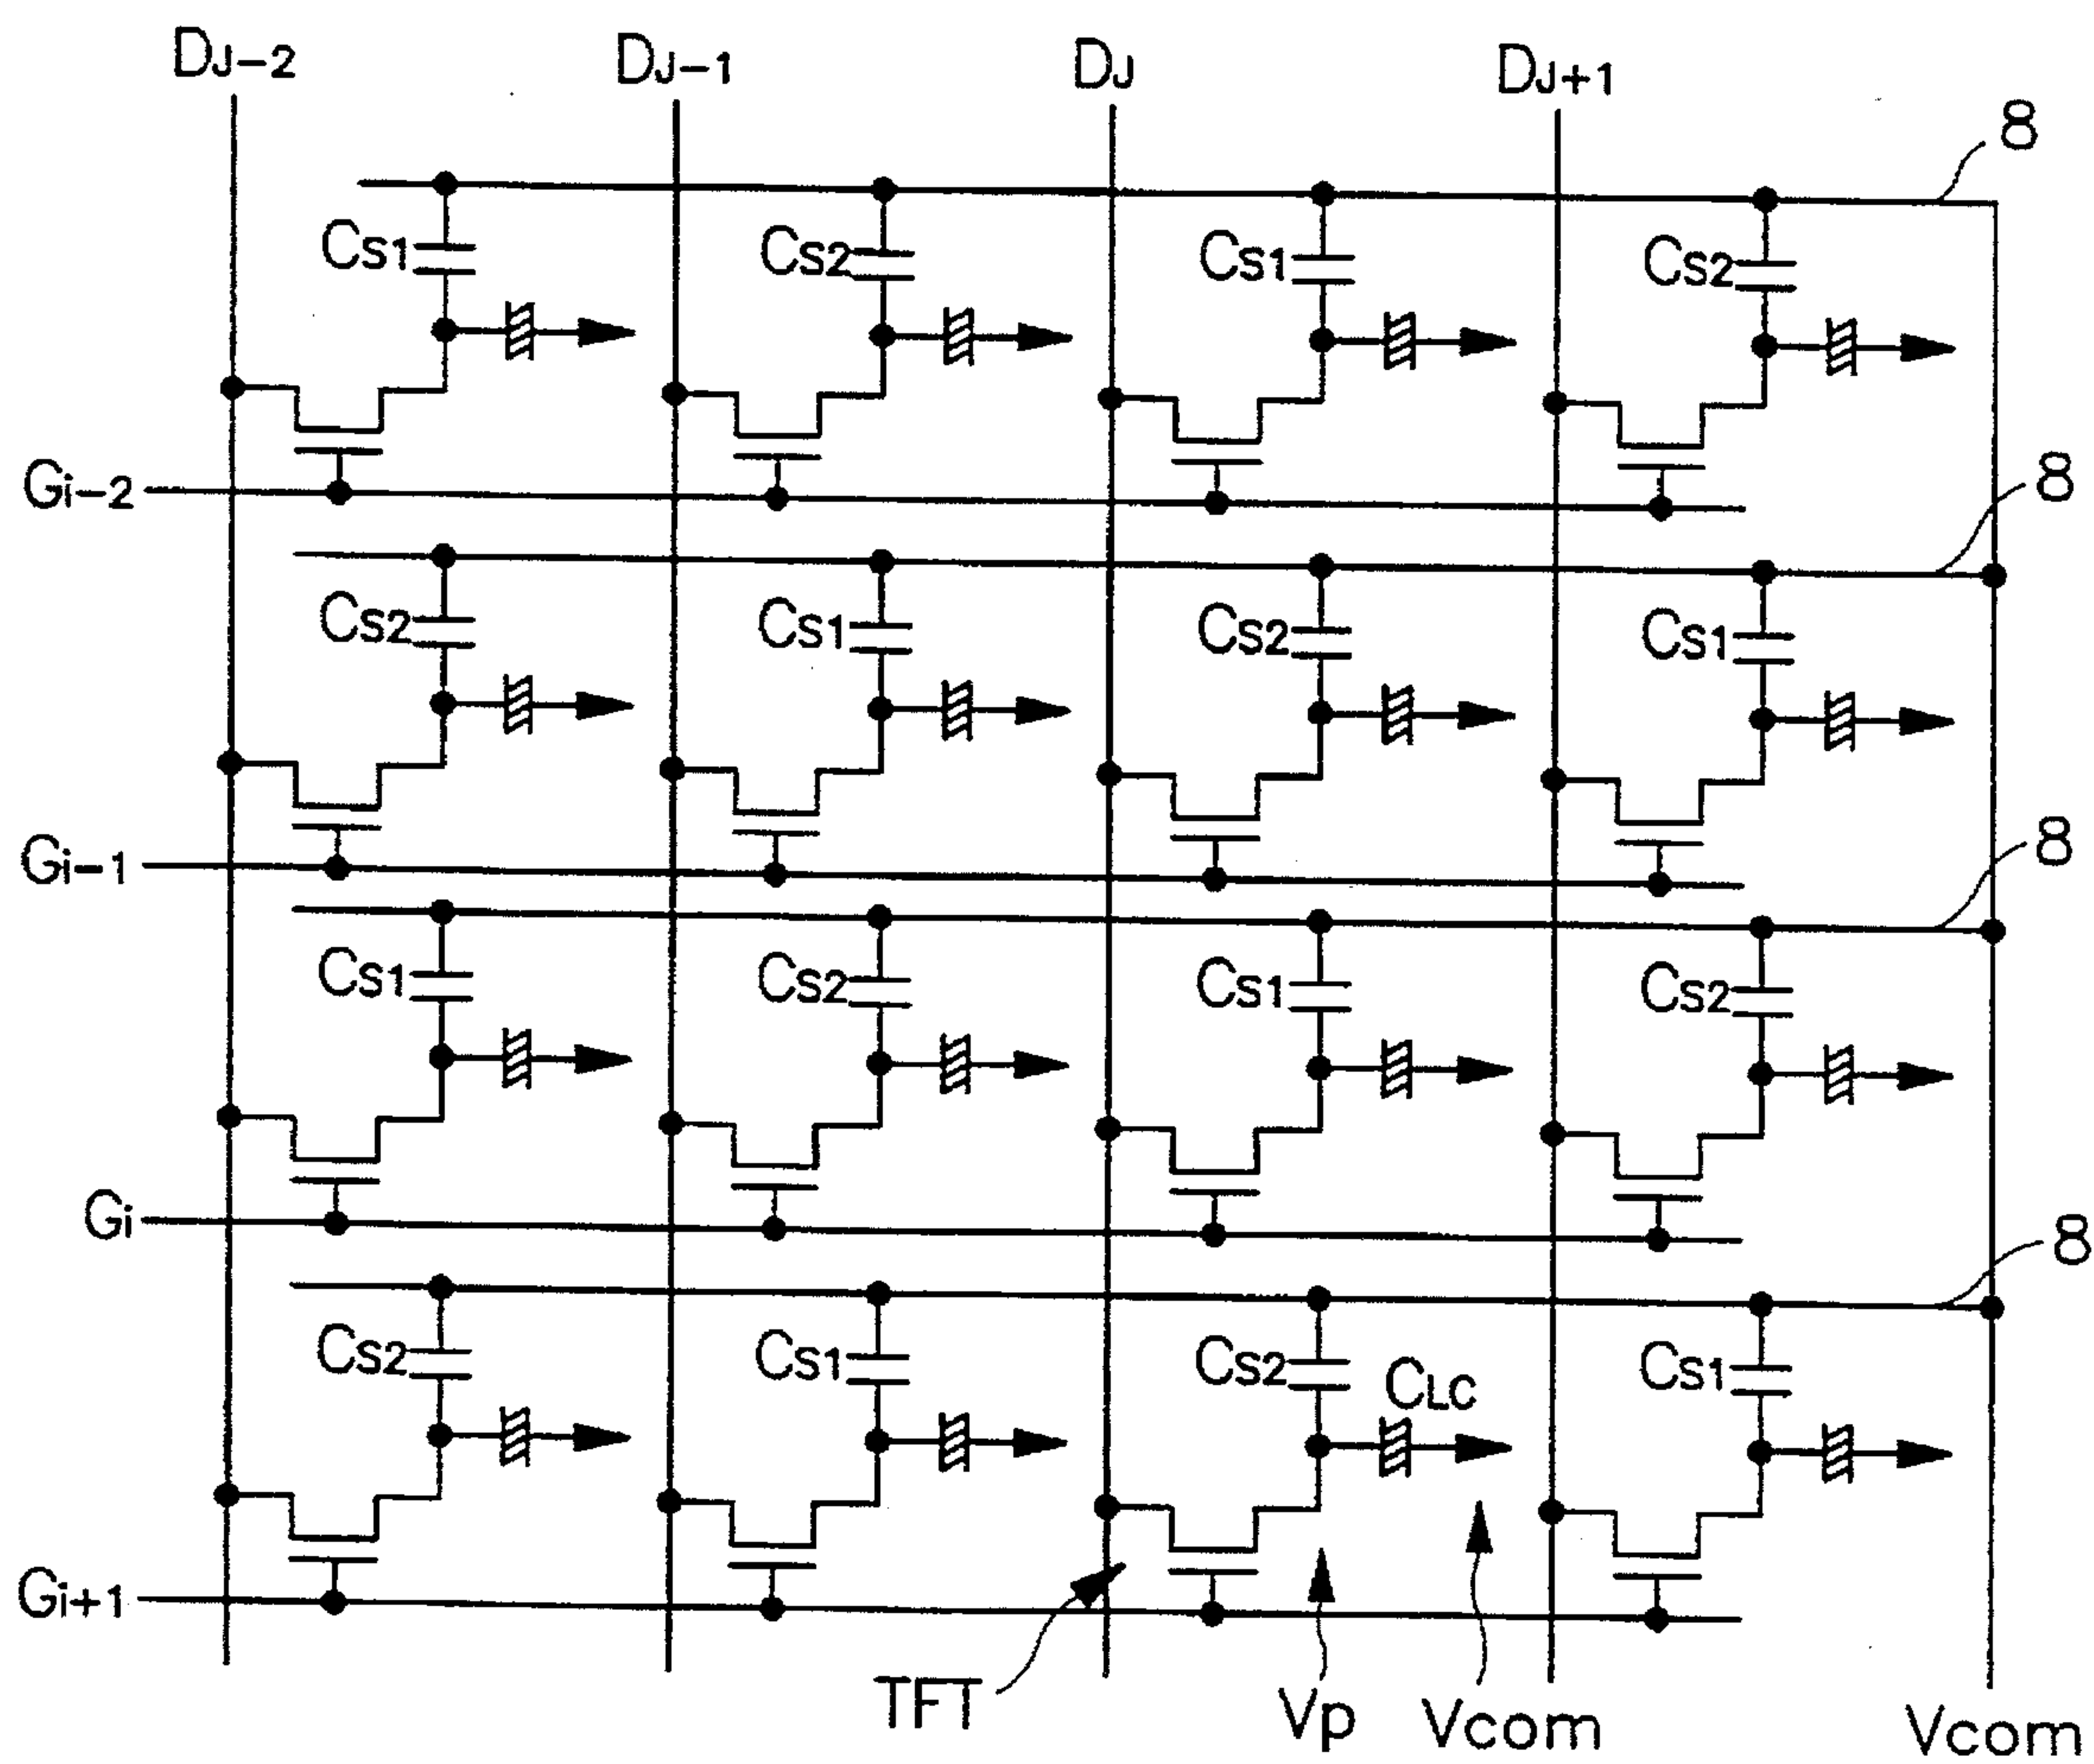 DJ-2 DJ-1 DJ DJ+1
8
CS1 CS2 CS1 CS2
Gi-2 8
CS2 CS1 CS2 CS1
Gi-1 8
CS1 CS2 CS1 CS2
Gi 8
CS2 CS1 CS2 CLC CS1
Gi+1
TFT Vp Vcom Vcom